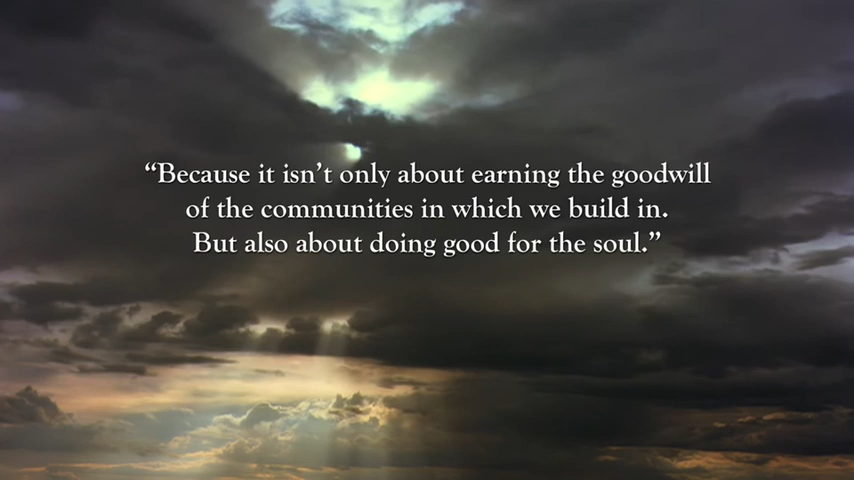 “Because it isn’t only about earning the goodwill
of the communities in which we build in.
But also about doing good for the soul.”